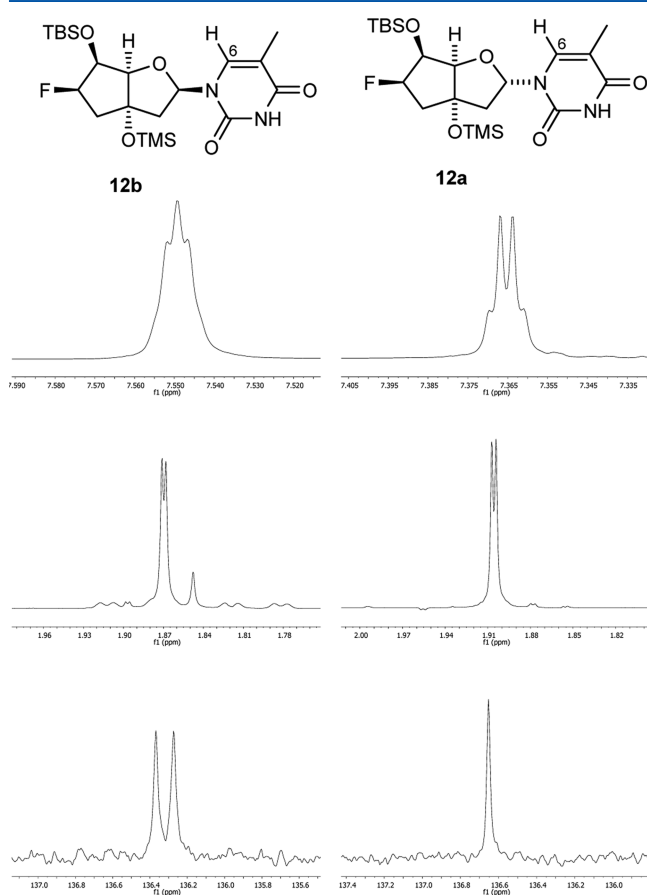 TBSO H O H 6 F N O NH O OTMS
12b
TBSO H O H 6 F N O NH O OTMS
12a
7.590 7.580 7.570 7.560 7.550 7.540 7.530 7.520
f1 (ppm)
7.405 7.395 7.385 7.375 7.365 7.355 7.345 7.335
f1 (ppm)
1.96 1.93 1.90 1.87 1.84 1.81 1.78
f1 (ppm)
2.00 1.97 1.94 1.91 1.88 1.85 1.82
f1 (ppm)
137.0 136.8 136.6 136.4 136.2 136.0 135.8 135.6
f1 (ppm)
137.4 137.2 137.0 136.8 136.6 136.4 136.2 136.0
f1 (ppm)